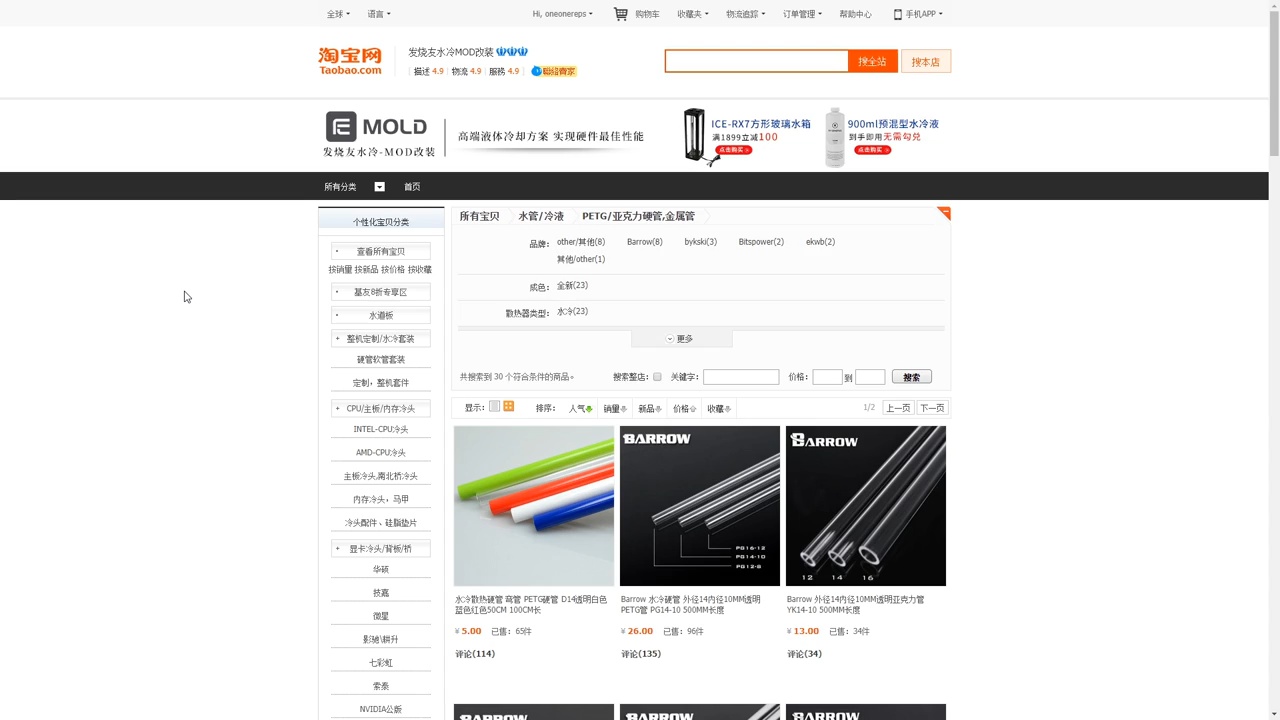 全球
语言
Hi, oneonereps
购物车
收藏夹
物流追踪
订单管理
帮助中心
手机APP
淘宝网
Taobao.com
发烧友水冷MOD改装
描述 4.9 物流 4.9 服務 4.9
聯絡賣家
搜全站
搜本店
MOLD
发烧友水冷-MOD改装
高端液体冷却方案 实现硬件最佳性能
ICE-RX7方形玻璃水箱
满1899立减100
点击购买
900ml预混型水冷液
到手即用无需勾兑
点击购买
所有分类
首页
个性化宝贝分类
查看所有宝贝
按销量 按新品 按价格 按收藏
基友8折专享区
水道板
整机定制/水冷套装
硬管软管套装
定制，整机套件
CPU/主板/内存冷头
INTEL-CPU冷头
AMD-CPU冷头
主板冷头,南北桥冷头
内存冷头，马甲
冷头配件、硅脂垫片
显卡冷头/背板/桥
华硕
技嘉
微星
影驰\耕升
七彩虹
索泰
NVIDIA公版
所有宝贝
水管/冷液
PETG/亚克力硬管,金属管
品牌： other/其他(8) Barrow(8) bykski(3) Bitspower(2) ekwb(2)
其他/other(1)
成色： 全新(23)
散热器类型： 水冷(23)
更多
共搜索到 30 个符合条件的商品。
搜索整店：
关键字：
价格：
到
搜索
显示：
排序：
人气
销量
新品
价格
收藏
1/2
上一页
下一页
BARROW
PG16-12
PG14-10
PG12-8
BARROW
12 14 16
水冷散热硬管 弯管 PETG硬管 D14透明白色
蓝色红色50CM 100CM长
¥ 5.00 已售：65件
评论(114)
Barrow 水冷硬管 外径14内径10MM透明
PETG管 PG14-10 500MM长度
¥ 26.00 已售：96件
评论(135)
Barrow 外径14内径10MM透明亚克力管
YK14-10 500MM长度
¥ 13.00 已售：34件
评论(34)
BARROW
BARROW
BARROW